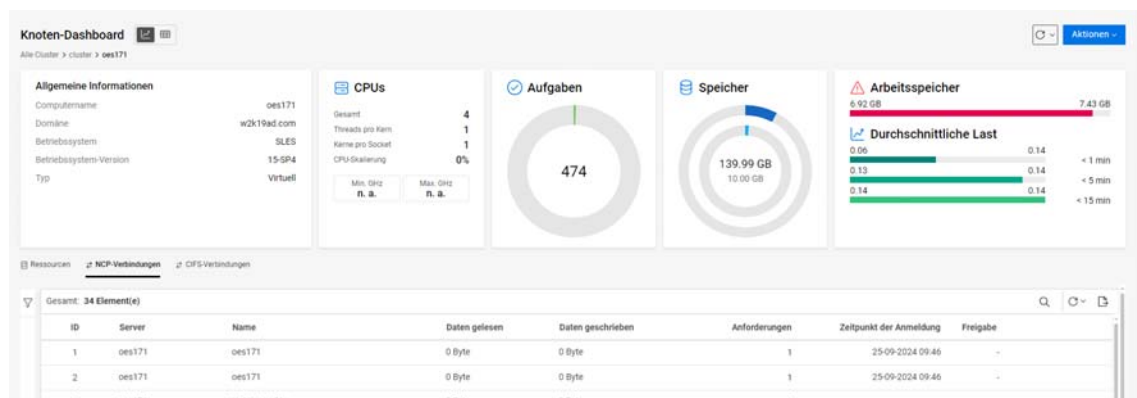 Knoten-Dashboard
Aktionen
Alle Cluster > cluster > oes171
Allgemeine Informationen
Computername oes171
Domäne w2k19ad.com
Betriebssystem SLES
Betriebssystem-Version 15-SP4
Typ Virtuell
CPUs
Gesamt 4
Threads pro Kern 1
Kerne pro Socket 1
CPU-Skalierung 0%
Min. GHz Max. GHz
n. a. n. a.
Aufgaben
474
Speicher
139.99 GB
10.00 GB
Arbeitsspeicher
6.92 GB 7.43 GB
Durchschnittliche Last
0.06 0.14
< 1 min
0.13 0.14
< 5 min
0.14 0.14
< 15 min
Ressourcen NCP-Verbindungen CIFS-Verbindungen
Gesamt: 34 Element(e)
ID Server Name Daten gelesen Daten geschrieben Anforderungen Zeitpunkt der Anmeldung Freigabe
1 oes171 oes171 0 Byte 0 Byte 1 25-09-2024 09:46 -
2 oes171 oes171 0 Byte 0 Byte 1 25-09-2024 09:46 -